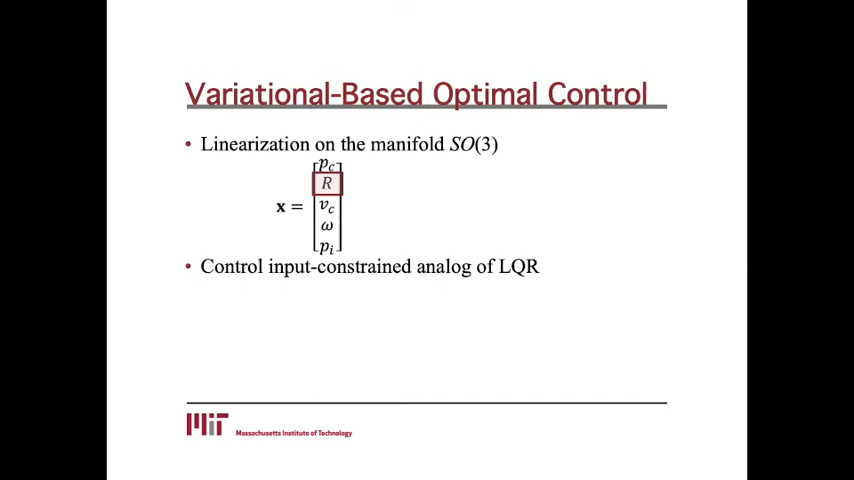 Variational-Based Optimal Control
• Linearization on the manifold SO(3)
x = [p_c R v_c ω p_i]
• Control input-constrained analog of LQR
MIT Massachusetts Institute of Technology